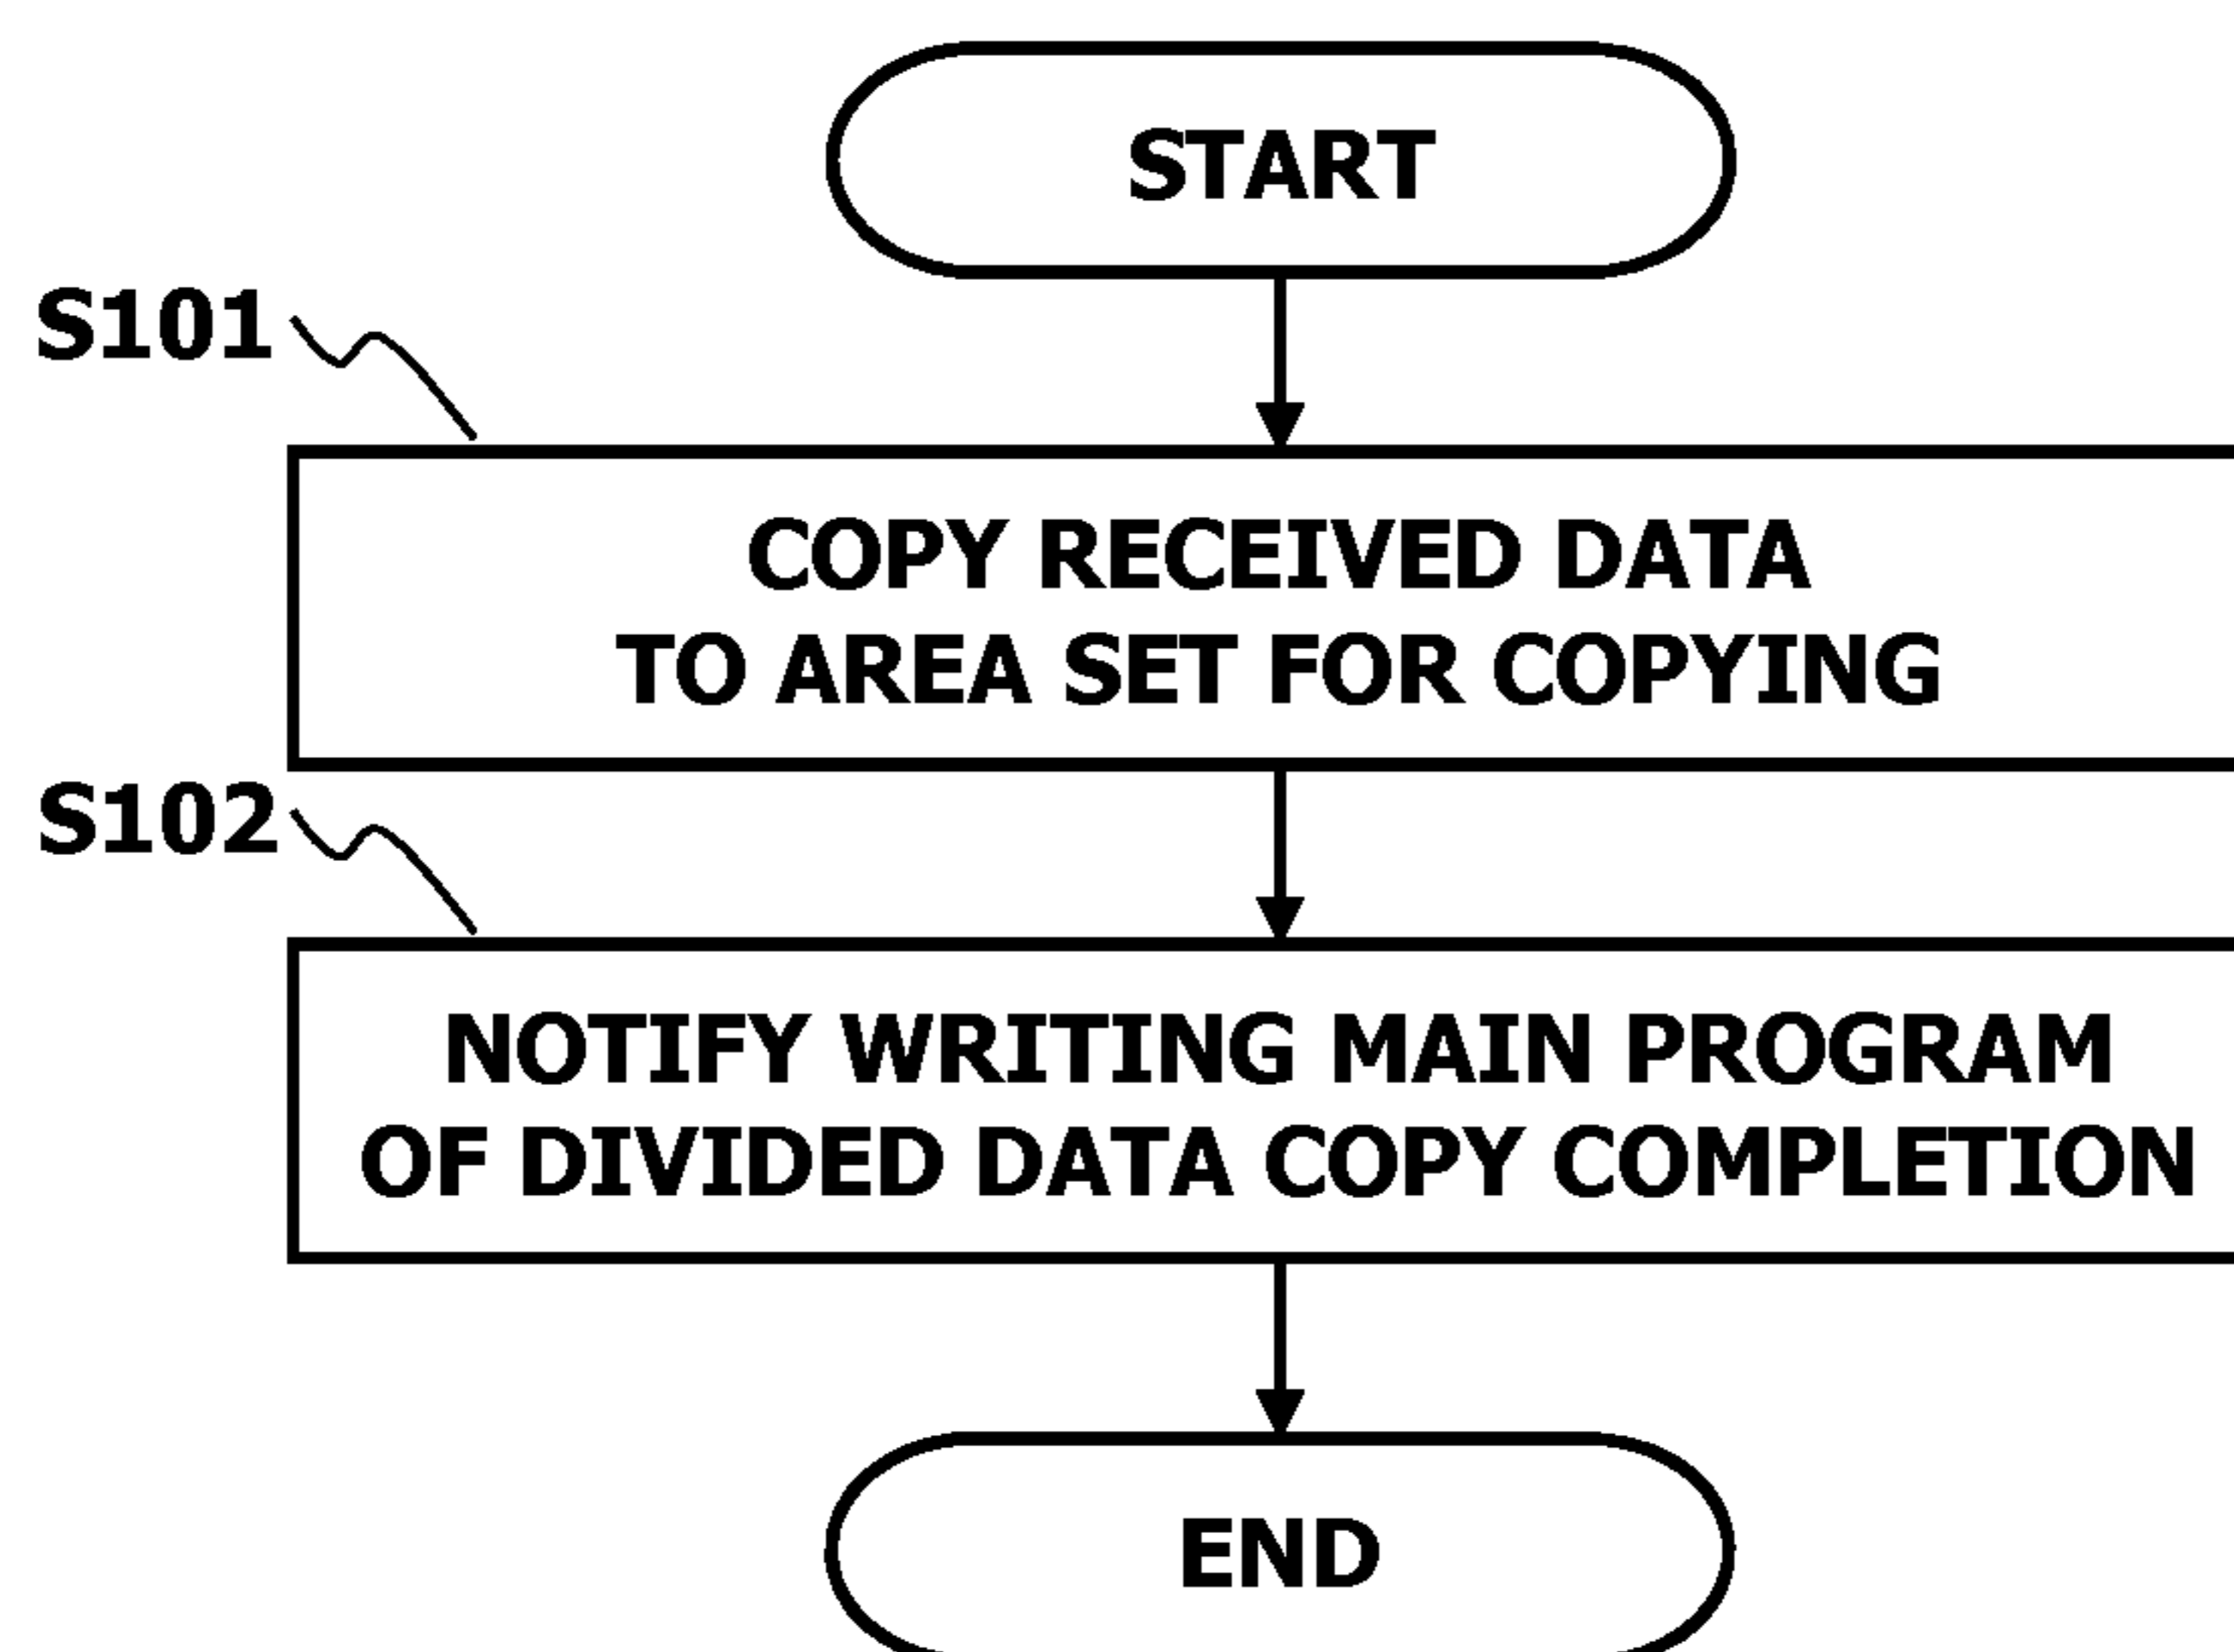 START
S101
COPY RECEIVED DATA
TO AREA SET FOR COPYING
S102
NOTIFY WRITING MAIN PROGRAM
OF DIVIDED DATA COPY COMPLETION
END